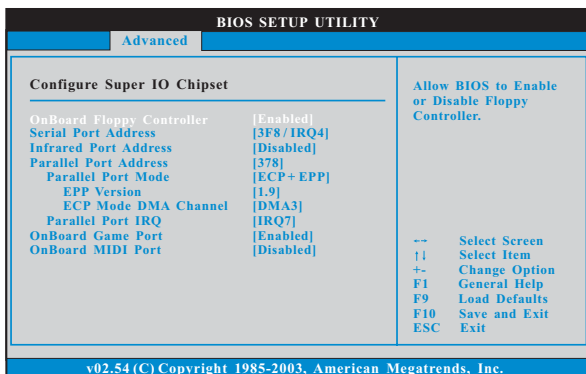 BIOS SETUP UTILITY
Advanced
Configure Super IO Chipset
OnBoard Floppy Controller [Enabled]
Serial Port Address [3F8 / IRQ4]
Infrared Port Address [Disabled]
Parallel Port Address [378]
Parallel Port Mode [ECP + EPP]
EPP Version [1.9]
ECP Mode DMA Channel [DMA3]
Parallel Port IRQ [IRQ7]
OnBoard Game Port [Enabled]
OnBoard MIDI Port [Disabled]
Allow BIOS to Enable
or Disable Floppy
Controller.
←→ Select Screen
↑↓ Select Item
+- Change Option
F1 General Help
F9 Load Defaults
F10 Save and Exit
ESC Exit
v02.54 (C) Copyright 1985-2003, American Megatrends, Inc.